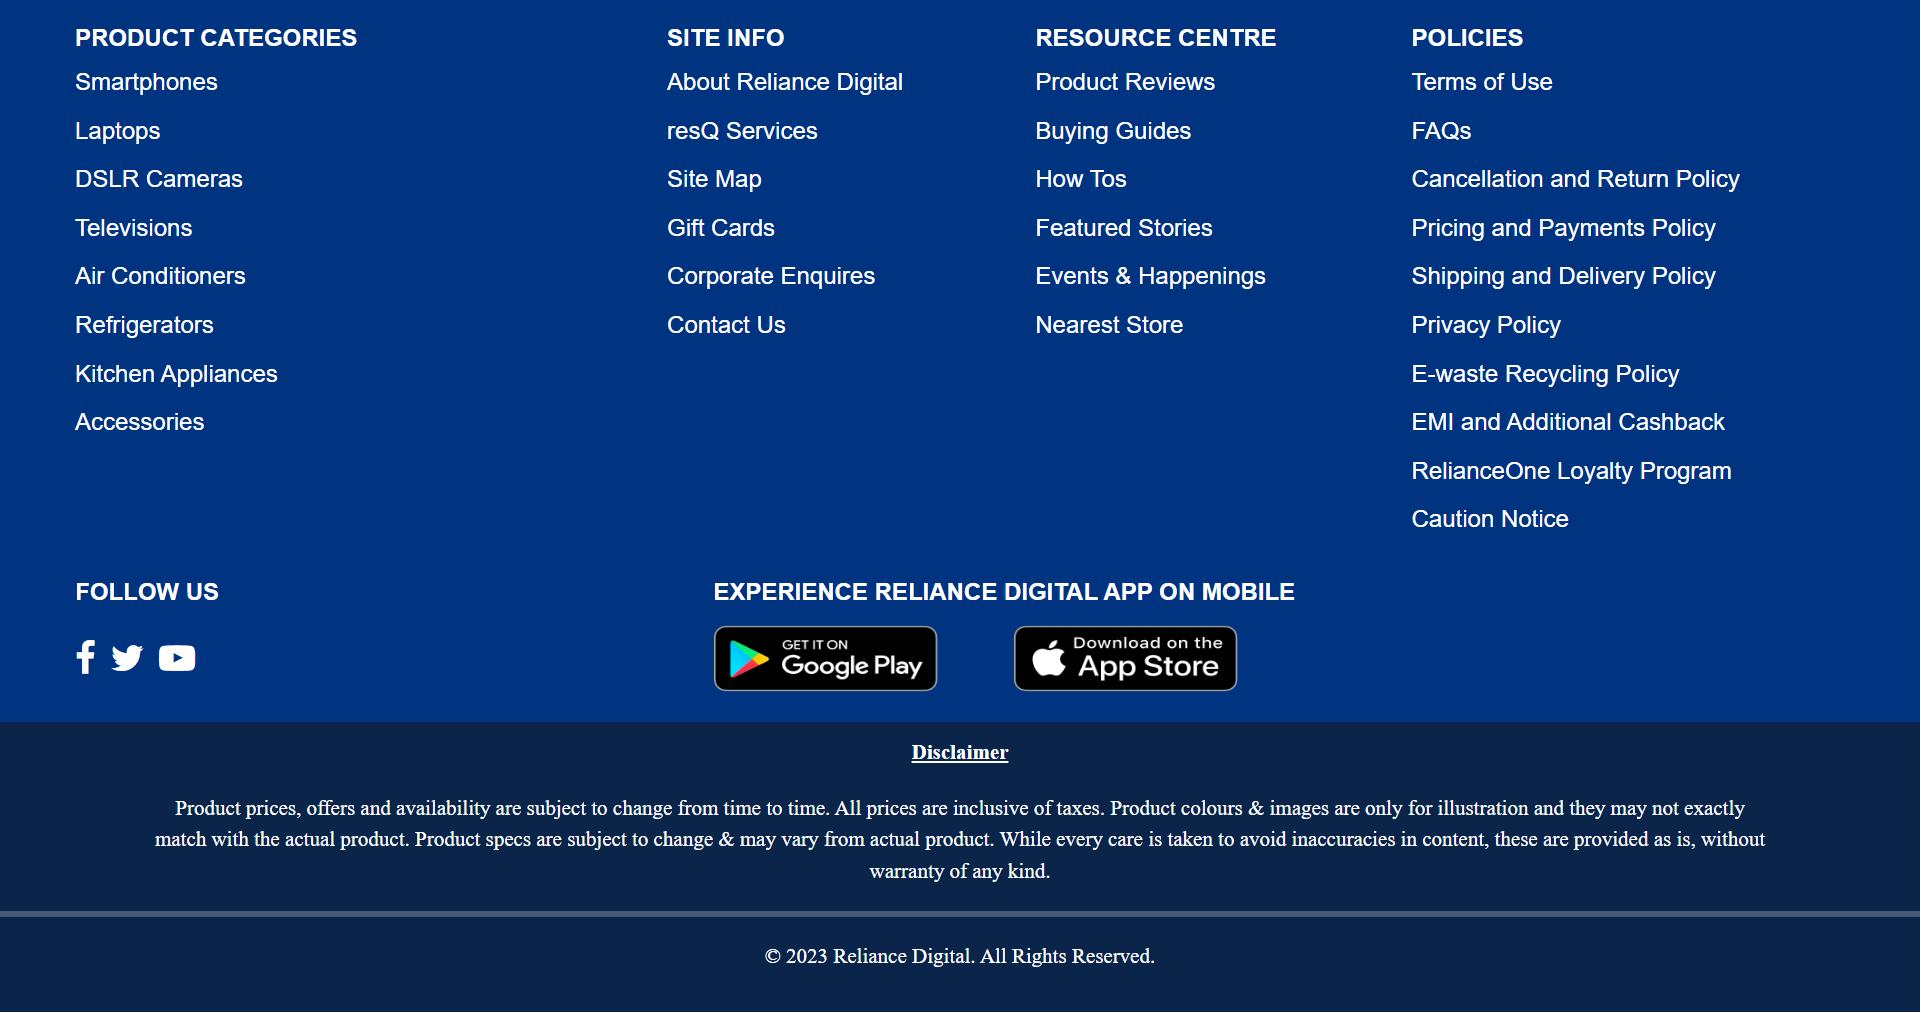 PRODUCT CATEGORIES
Smartphones
Laptops
DSLR Cameras
Televisions
Air Conditioners
Refrigerators
Kitchen Appliances
Accessories
SITE INFO
About Reliance Digital
resQ Services
Site Map
Gift Cards
Corporate Enquires
Contact Us
RESOURCE CENTRE
Product Reviews
Buying Guides
How Tos
Featured Stories
Events & Happenings
Nearest Store
POLICIES
Terms of Use
FAQs
Cancellation and Return Policy
Pricing and Payments Policy
Shipping and Delivery Policy
Privacy Policy
E-waste Recycling Policy
EMI and Additional Cashback
RelianceOne Loyalty Program
Caution Notice
FOLLOW US
EXPERIENCE RELIANCE DIGITAL APP ON MOBILE
GET IT ON
Google Play
Download on the
App Store
Disclaimer
Product prices, offers and availability are subject to change from time to time. All prices are inclusive of taxes. Product colours & images are only for illustration and they may not exactly
match with the actual product. Product specs are subject to change & may vary from actual product. While every care is taken to avoid inaccuracies in content, these are provided as is, without
warranty of any kind.
© 2023 Reliance Digital. All Rights Reserved.